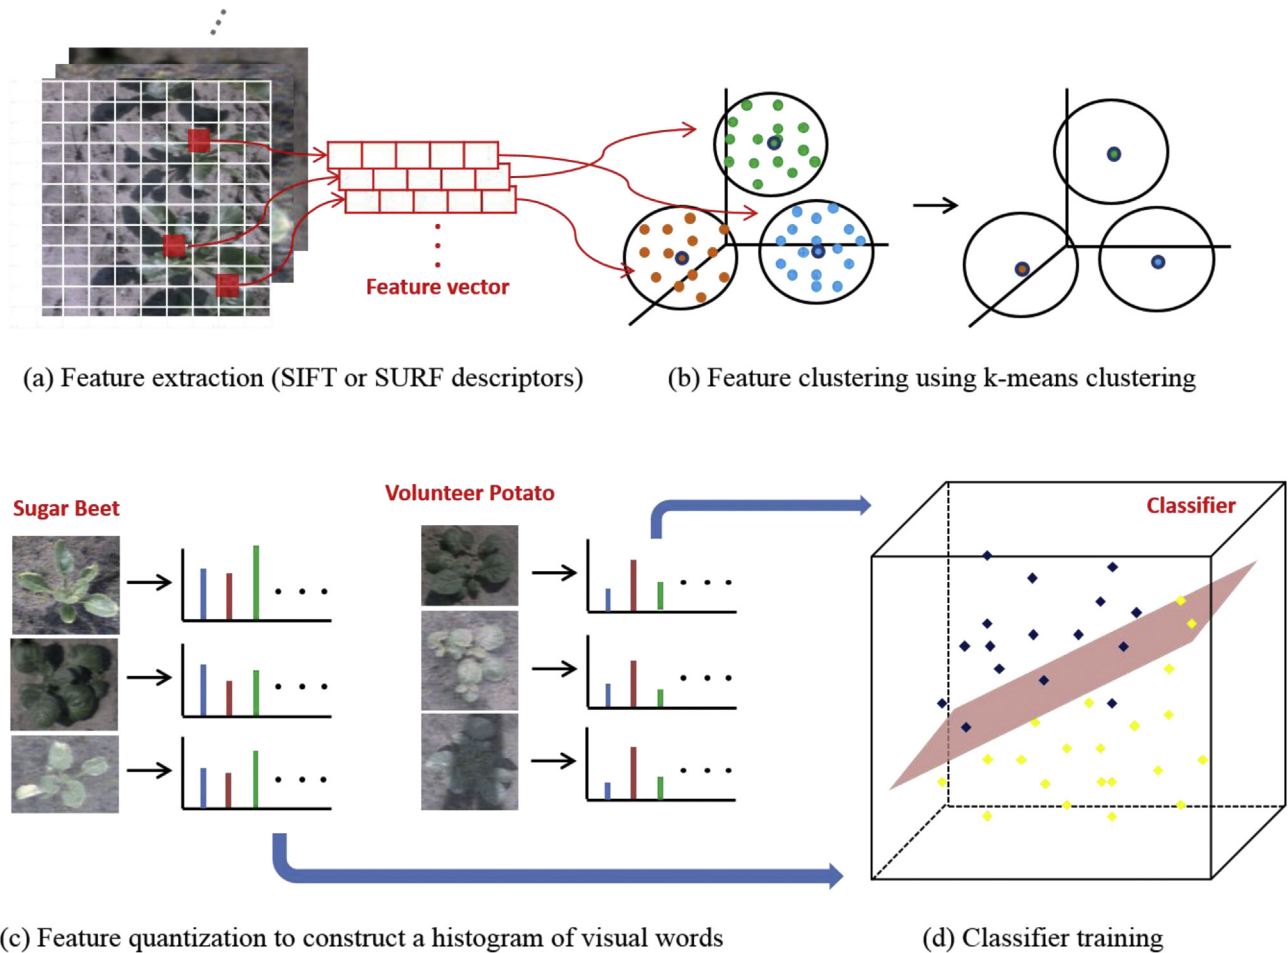 Feature vector
(a) Feature extraction (SIFT or SURF descriptors)
(b) Feature clustering using k-means clustering
Sugar Beet
Volunteer Potato
Classifier
(c) Feature quantization to construct a histogram of visual words
(d) Classifier training